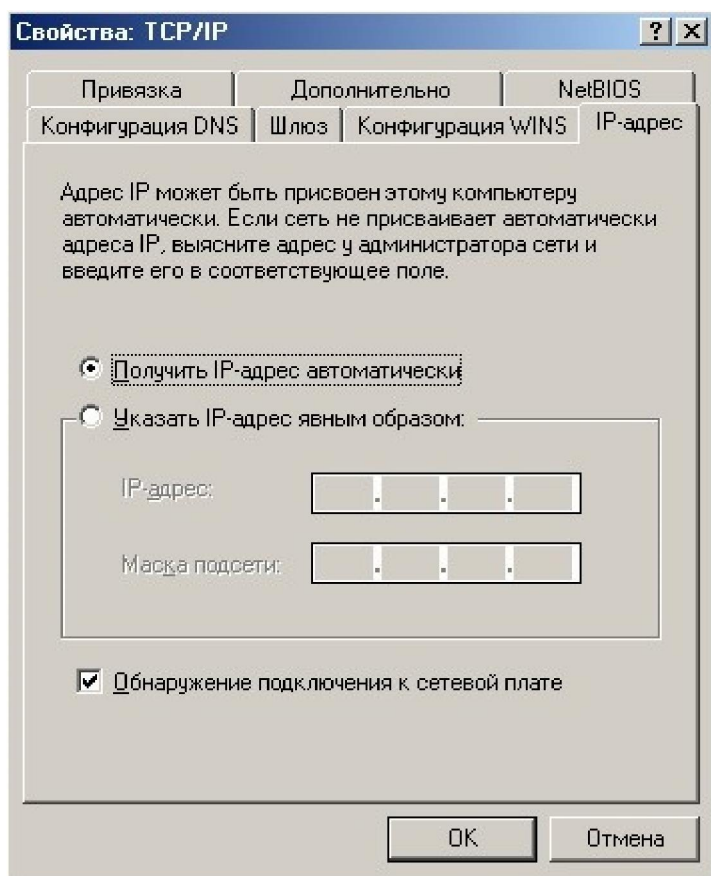 Свойства: TCP/IP
Привязка
Дополнительно
NetBIOS
Конфигурация DNS
Шлюз
Конфигурация WINS
IP-адрес
Адрес IP может быть присвоен этому компьютеру
автоматически. Если сеть не присваивает автоматически
адреса IP, выясните адрес у администратора сети и
введите его в соответствующее поле.
Получить IP-адрес автоматически
Указать IP-адрес явным образом:
IP-адрес:
Маска подсети:
Обнаружение подключения к сетевой плате
OK
Отмена